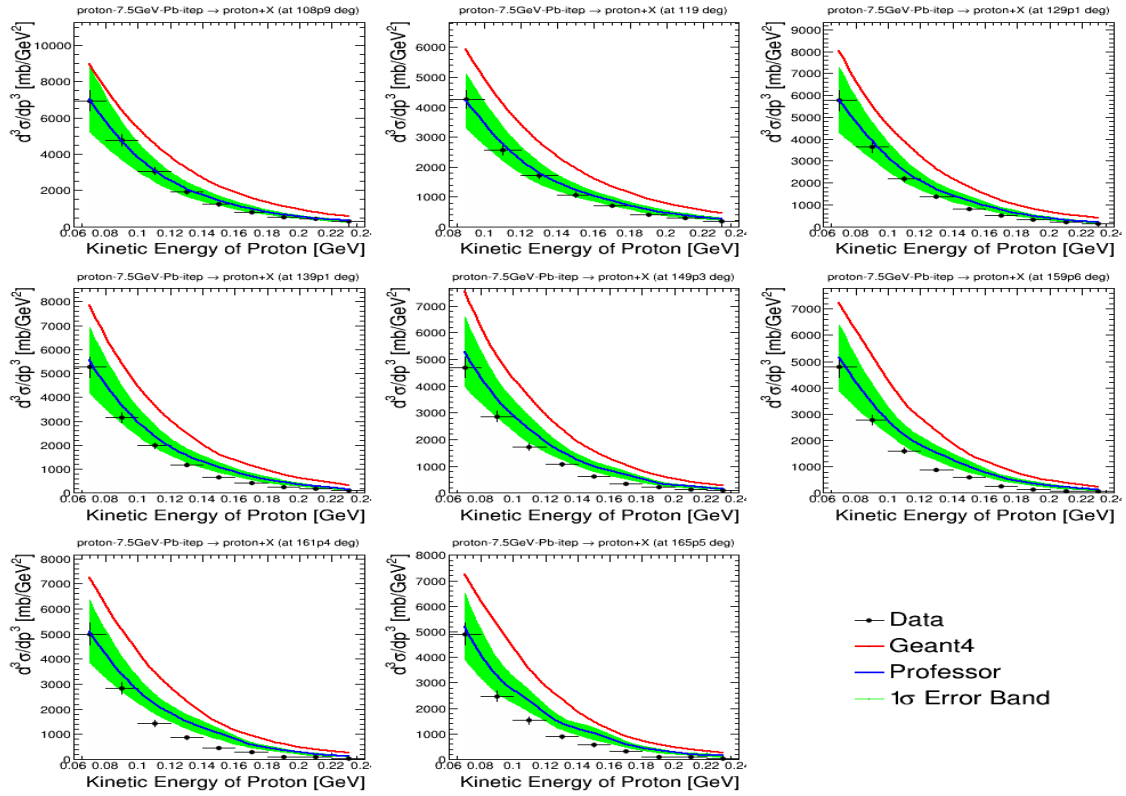 proton-7.5GeV-Pb-itep → proton+X (at 108p9 deg)
d³σ/dp³ [mb/GeV²]
10000
8000
6000
4000
2000
0
0.06 0.08 0.1 0.12 0.14 0.16 0.18 0.2 0.22 0.24
Kinetic Energy of Proton [GeV]
proton-7.5GeV-Pb-itep → proton+X (at 119 deg)
d³σ/dp³ [mb/GeV²]
6000
5000
4000
3000
2000
1000
0
0.06 0.08 0.1 0.12 0.14 0.16 0.18 0.2 0.22 0.24
Kinetic Energy of Proton [GeV]
proton-7.5GeV-Pb-itep → proton+X (at 129p1 deg)
d³σ/dp³ [mb/GeV²]
9000
8000
7000
6000
5000
4000
3000
2000
1000
0
0.06 0.08 0.1 0.12 0.14 0.16 0.18 0.2 0.22 0.24
Kinetic Energy of Proton [GeV]
proton-7.5GeV-Pb-itep → proton+X (at 139p1 deg)
d³σ/dp³ [mb/GeV²]
8000
7000
6000
5000
4000
3000
2000
1000
0
0.06 0.08 0.1 0.12 0.14 0.16 0.18 0.2 0.22 0.24
Kinetic Energy of Proton [GeV]
proton-7.5GeV-Pb-itep → proton+X (at 149p3 deg)
d³σ/dp³ [mb/GeV²]
7000
6000
5000
4000
3000
2000
1000
0
0.06 0.08 0.1 0.12 0.14 0.16 0.18 0.2 0.22 0.24
Kinetic Energy of Proton [GeV]
proton-7.5GeV-Pb-itep → proton+X (at 159p6 deg)
d³σ/dp³ [mb/GeV²]
7000
6000
5000
4000
3000
2000
1000
0
0.06 0.08 0.1 0.12 0.14 0.16 0.18 0.2 0.22 0.24
Kinetic Energy of Proton [GeV]
proton-7.5GeV-Pb-itep → proton+X (at 161p4 deg)
d³σ/dp³ [mb/GeV²]
8000
7000
6000
5000
4000
3000
2000
1000
0
0.06 0.08 0.1 0.12 0.14 0.16 0.18 0.2 0.22 0.24
Kinetic Energy of Proton [GeV]
proton-7.5GeV-Pb-itep → proton+X (at 165p5 deg)
d³σ/dp³ [mb/GeV²]
8000
7000
6000
5000
4000
3000
2000
1000
0
0.06 0.08 0.1 0.12 0.14 0.16 0.18 0.2 0.22 0.24
Kinetic Energy of Proton [GeV]
Data
Geant4
Professor
1σ Error Band